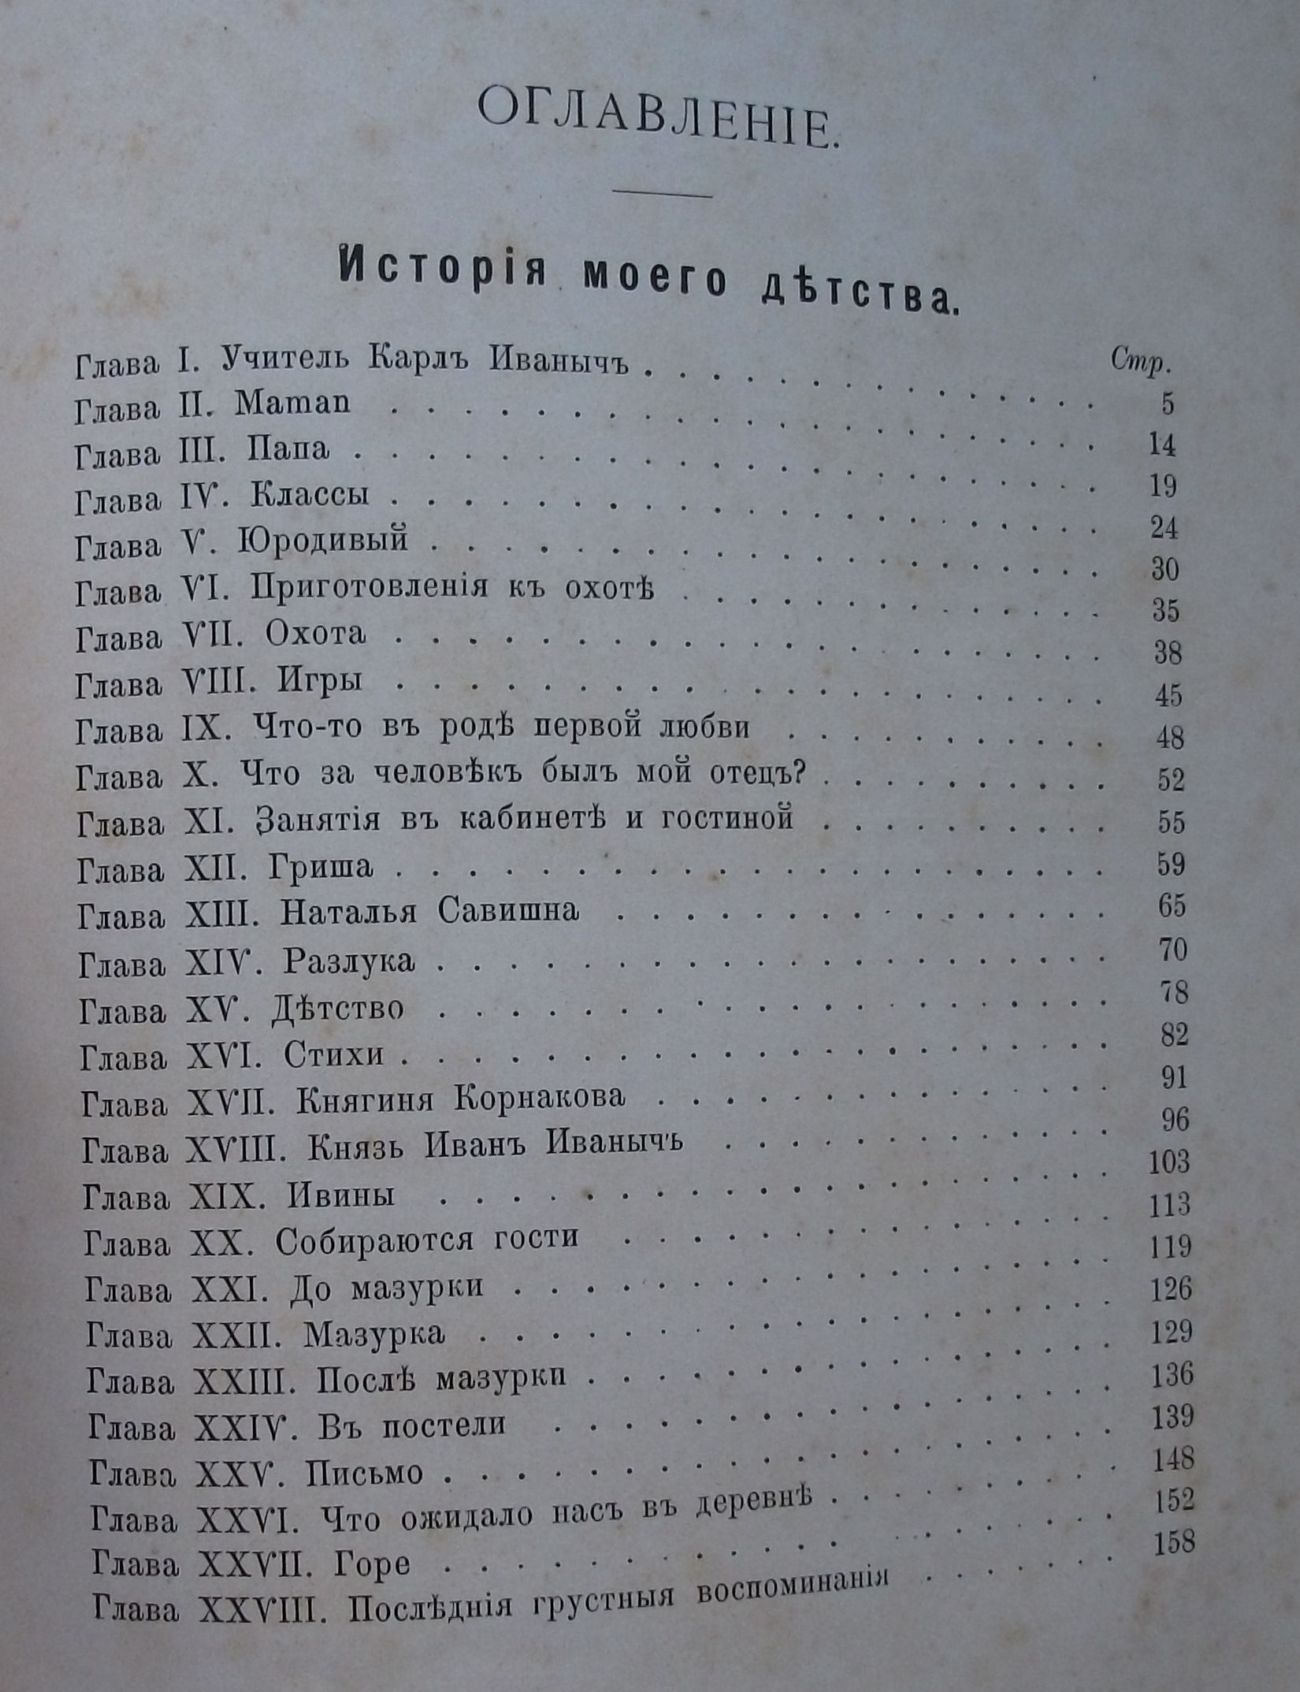 ОГЛАВЛЕНІЕ.
Исторія моего дѣтства.
Стр.
Глава I. Учитель Карлъ Иванычъ . . . . . . . . . . . . . . 5
Глава II. Maman . . . . . . . . . . . . . . . . . . . . 14
Глава III. Папа . . . . . . . . . . . . . . . . . . . . . 19
Глава IV. Классы . . . . . . . . . . . . . . . . . . . . 24
Глава V. Юродивый . . . . . . . . . . . . . . . . . . . 30
Глава VI. Приготовленія къ охотѣ . . . . . . . . . . . . 35
Глава VII. Охота . . . . . . . . . . . . . . . . . . . . 38
Глава VIII. Игры . . . . . . . . . . . . . . . . . . . . 45
Глава IX. Что-то въ родѣ первой любви . . . . . . . . . 48
Глава X. Что за человѣкъ былъ мой отецъ? . . . . . . . . 52
Глава XI. Занятія въ кабинетѣ и гостиной . . . . . . . . 55
Глава XII. Гриша . . . . . . . . . . . . . . . . . . . . 59
Глава XIII. Наталья Савишна . . . . . . . . . . . . . . 65
Глава XIV. Разлука . . . . . . . . . . . . . . . . . . . 70
Глава XV. Дѣтство . . . . . . . . . . . . . . . . . . . 78
Глава XVI. Стихи . . . . . . . . . . . . . . . . . . . . 82
Глава XVII. Княгиня Корнакова . . . . . . . . . . . . . 91
Глава XVIII. Князь Иванъ Иванычъ . . . . . . . . . . . 96
Глава XIX. Ивины . . . . . . . . . . . . . . . . . . . 103
Глава XX. Собираются гости . . . . . . . . . . . . . . 113
Глава XXI. До мазурки . . . . . . . . . . . . . . . . . 119
Глава XXII. Мазурка . . . . . . . . . . . . . . . . . . 126
Глава XXIII. Послѣ мазурки . . . . . . . . . . . . . . . 129
Глава XXIV. Въ постели . . . . . . . . . . . . . . . . 136
Глава XXV. Письмо . . . . . . . . . . . . . . . . . . . 139
Глава XXVI. Что ожидало насъ въ деревнѣ . . . . . . . . 148
Глава XXVII. Горе . . . . . . . . . . . . . . . . . . . 152
Глава XXVIII. Послѣднія грустныя воспоминанія . . . . . . 158